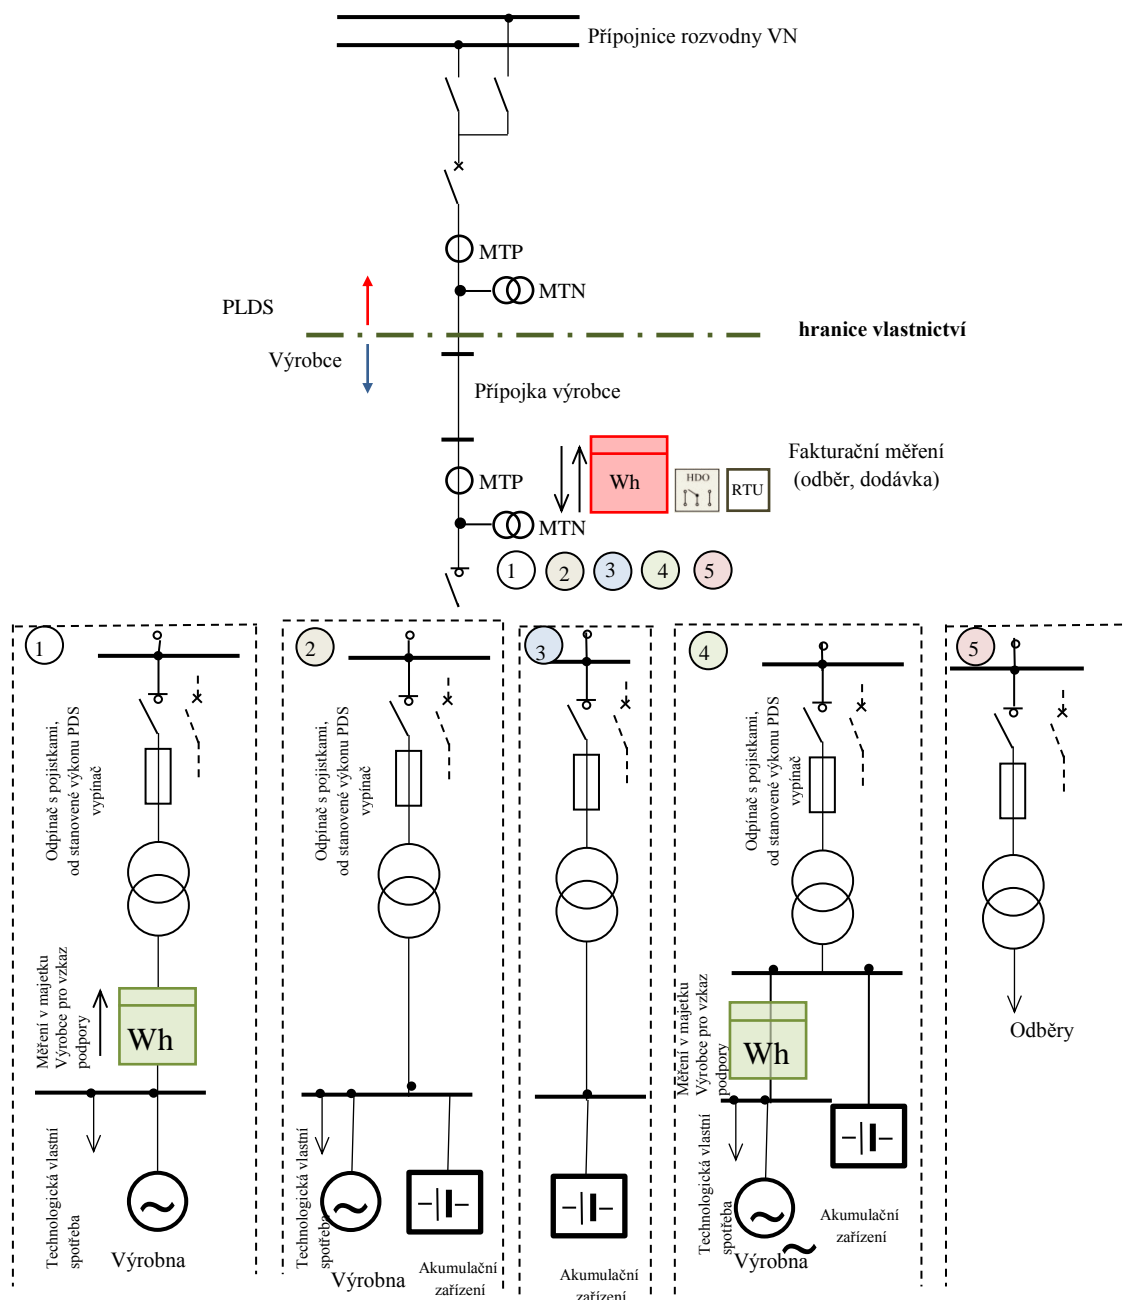 Přípojnice rozvodny VN
MTP
MTN
PLDS
hranice vlastnictví
Výrobce
Přípojka výrobce
Fakturační měření
(odběr, dodávka)
Wh
HDO
RTU
MTP
MTN
1
2
3
4
5
1
Odpínač s pojistkami,
od stanovené výkonu PDS
vypínač
Měření v majetku
Výrobce pro vzkaz
podpory
Wh
Technologická vlastní
spotřeba
Výrobna
2
Odpínač s pojistkami,
od stanovené výkonu PDS
vypínač
Technologická vlastní
spotřeba
Výrobna
Akumulační
zařízení
3
Akumulační
zařízení
4
Odpínač s pojistkami,
od stanovené výkonu PDS
vypínač
Měření v majetku
Výrobce pro vzkaz
podpory
Wh
Technologická vlastní
spotřeba
Výrobna
Akumulační
zařízení
5
Odběry